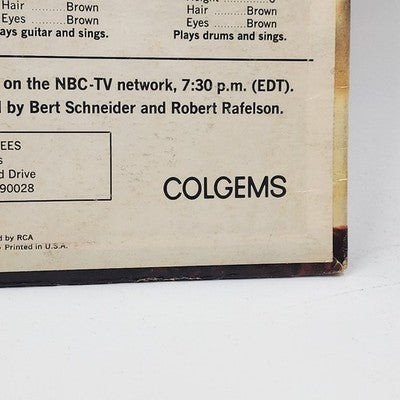 Hair ...... Brown
Eyes ...... Brown
plays guitar and sings.
Height ........ 6
Hair ........ Brown
Eyes ........ Brown
Plays drums and sings.
on the NBC-TV network, 7:30 p.m. (EDT).
by Bert Schneider and Robert Rafelson.
EES
s
d Drive
90028
COLGEMS
d by RCA
• Printed in U.S.A.